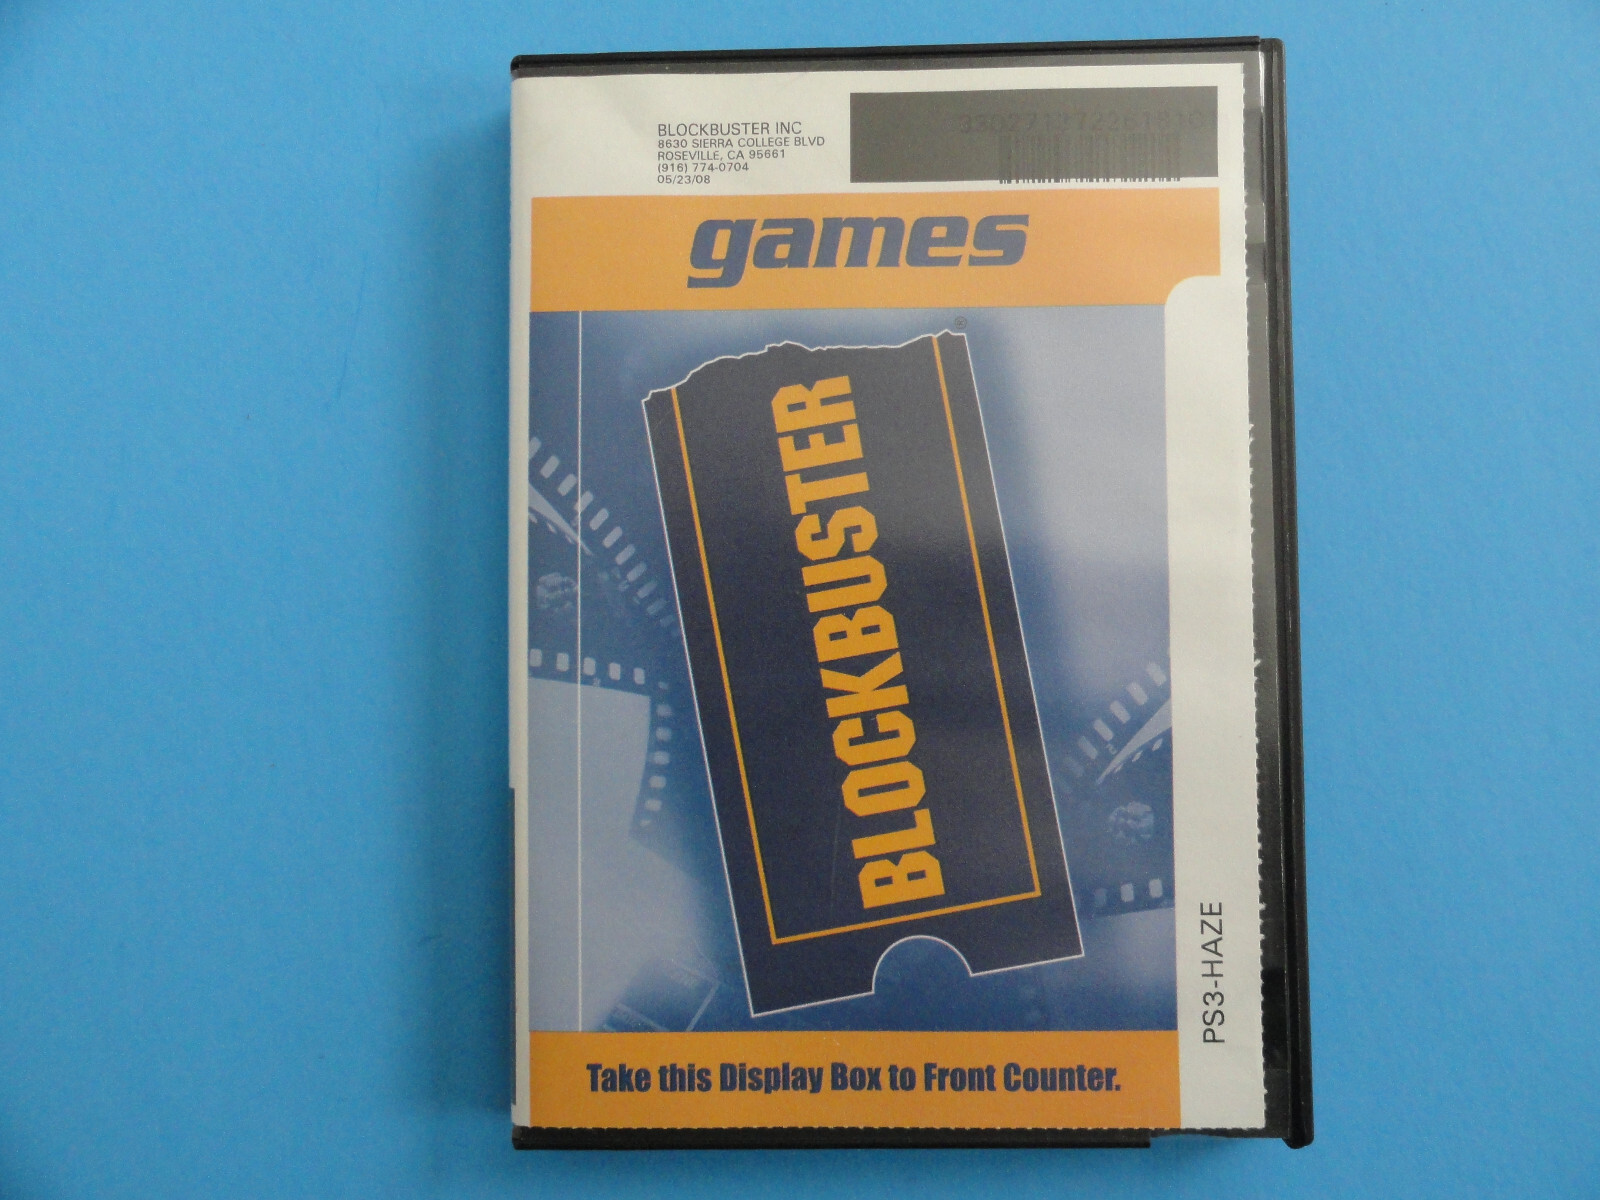 BLOCKBUSTER INC
8630 SIERRA COLLEGE BLVD
ROSEVILLE, CA 95661
(916) 774-0704
05/23/08
games
®
BLOCKBUSTER
PS3-HAZE
Take this Display Box to Front Counter.